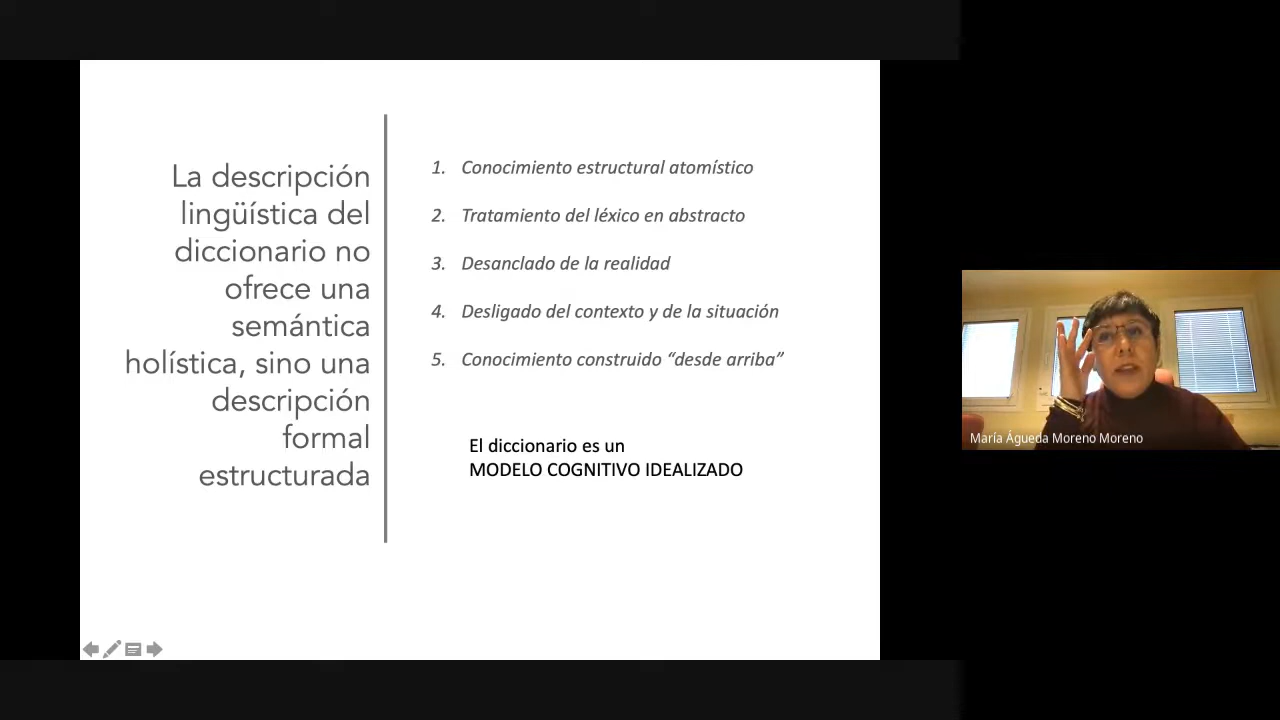 La descripción
lingüística del
diccionario no
ofrece una
semántica
holística, sino una
descripción
formal
estructurada
1. Conocimiento estructural atomístico
2. Tratamiento del léxico en abstracto
3. Desanclado de la realidad
4. Desligado del contexto y de la situación
5. Conocimiento construido “desde arriba”
El diccionario es un
MODELO COGNITIVO IDEALIZADO
María Águeda Moreno Moreno